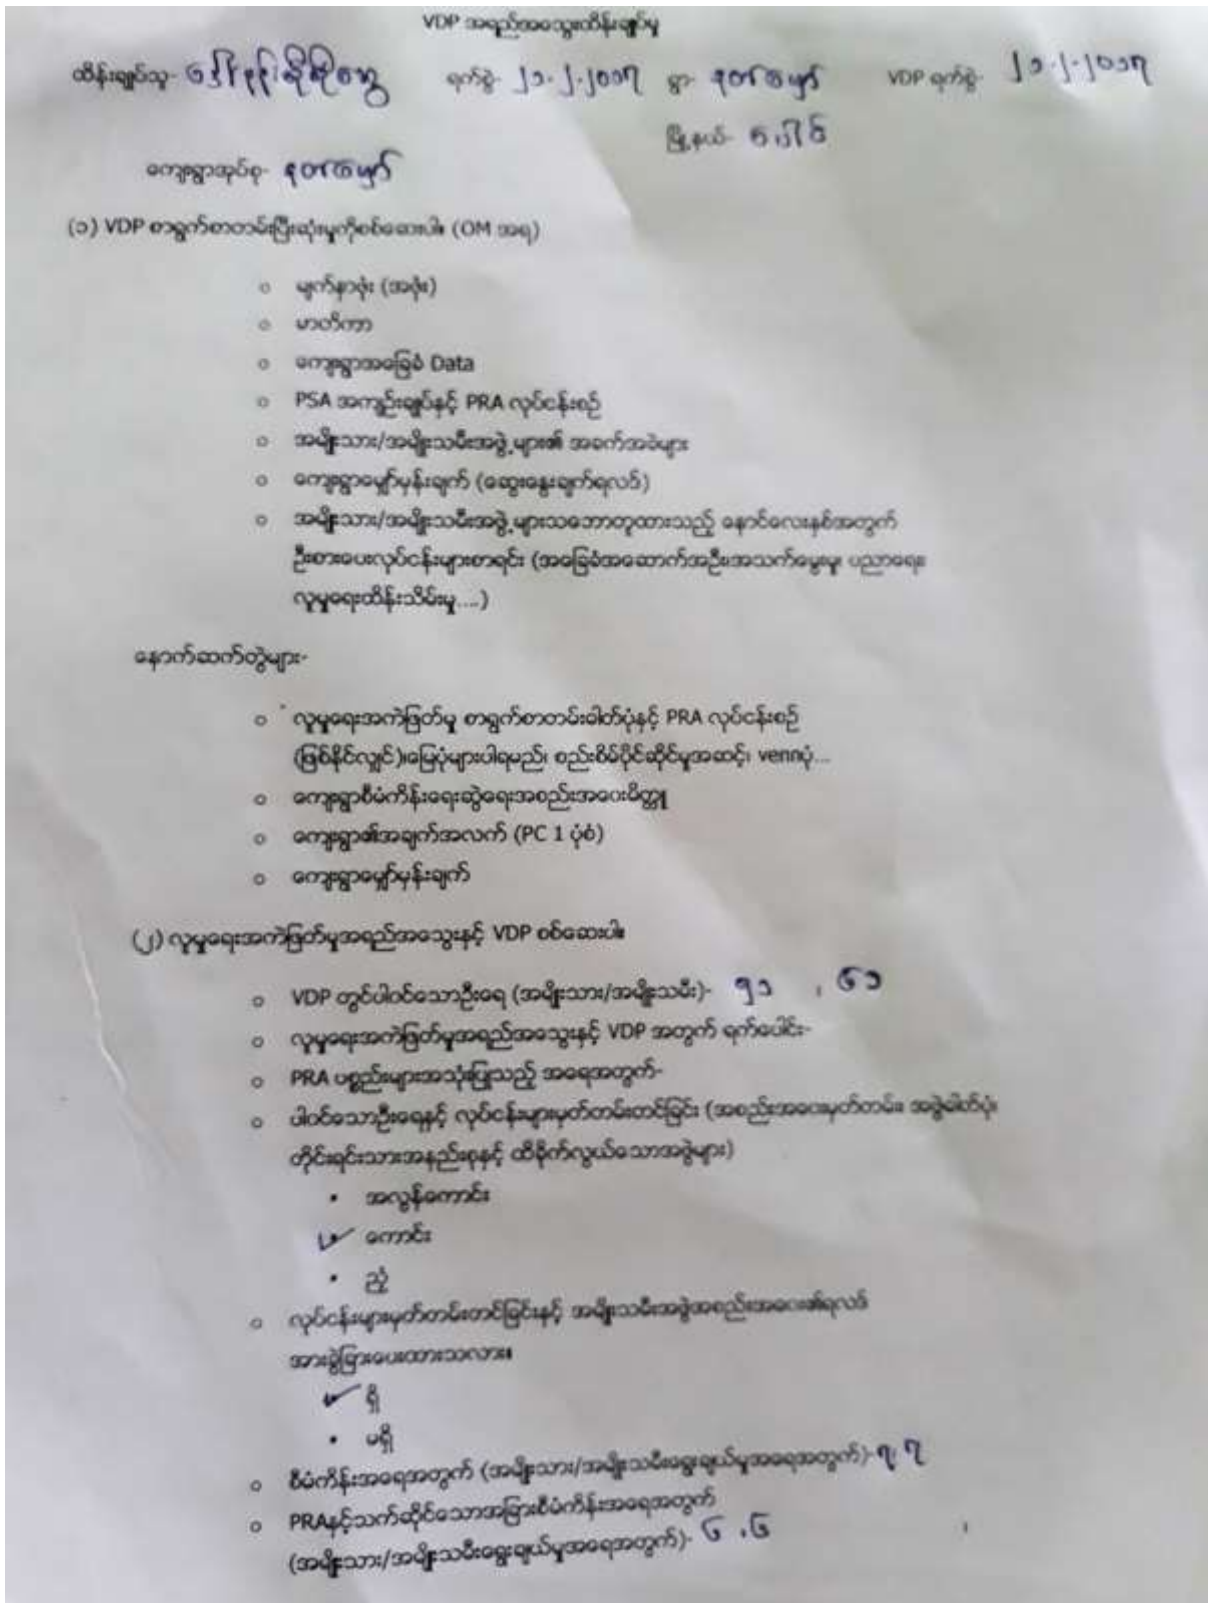 VDP အရည်အသွေးထိန်းချုပ်မှု
ထိန်းချုပ်သူ- ရက်စွဲ- ၂၁-၂-၂၀၁၇ ရွာ- VDP ရက်စွဲ- ၂၁-၂-၂၀၁၇
မြို့နယ်-
ကျေးရွာအုပ်စု-
(၁) VDP စာရွက်စာတမ်းပြီးဆုံးမှုကိုစစ်ဆေးပါ။ (OM အရ)
o မျက်နှာဖုံး (အဖုံး)
o မာတိကာ
o ကျေးရွာအခြေခံ Data
o PSA အကျဉ်းချုပ်နှင့် PRA လုပ်ငန်းစဉ်
o အမျိုးသား/အမျိုးသမီးအဖွဲ့များ၏ အခက်အခဲများ
o ကျေးရွာမျှော်မှန်းချက် (ဆွေးနွေးချက်ရလဒ်)
o အမျိုးသား/အမျိုးသမီးအဖွဲ့များသဘောတူထားသည့် နောင်လေးနှစ်အတွက်
ဦးစားပေးလုပ်ငန်းများစာရင်း (အခြေခံအဆောက်အဦး၊အသက်မွေးမှု၊ ပညာရေး၊
လူမှုရေးထိန်းသိမ်းမှု....)
နောက်ဆက်တွဲများ-
o လူမှုရေးအကဲဖြတ်မှု စာရွက်စာတမ်းဓါတ်ပုံနှင့် PRA လုပ်ငန်းစဉ်
(ဖြစ်နိုင်လျှင်)၊မြေပုံများပါရမည်၊ စည်းစိမ်ပိုင်ဆိုင်မှုအဆင့်၊ vennပုံ...
o ကျေးရွာစီမံကိန်းရေးဆွဲရေးအစည်းအဝေးမိတ္တူ
o ကျေးရွာ၏အချက်အလက် (PC 1 ပုံစံ)
o ကျေးရွာမျှော်မှန်းချက်
(၂) လူမှုရေးအကဲဖြတ်မှုအရည်အသွေးနှင့် VDP စစ်ဆေးပါ။
o VDP တွင်ပါဝင်သောဦးရေ (အမျိုးသား/အမျိုးသမီး)- ၅၁ ၊ ၆၁
o လူမှုရေးအကဲဖြတ်မှုအရည်အသွေးနှင့် VDP အတွက် ရက်ပေါင်း-
o PRA ပစ္စည်းများအသုံးပြုသည့် အရေအတွက်-
o ပါဝင်သောဦးရေနှင့် လုပ်ငန်းများမှတ်တမ်းတင်ခြင်း (အစည်းအဝေးမှတ်တမ်း၊ အဖွဲ့ဓါတ်ပုံ၊
တိုင်းရင်းသားအနည်းစုနှင့် ထိခိုက်လွယ်သောအဖွဲ့များ)
• အလွန်ကောင်း
✓ ကောင်း
• ညံ့
o လုပ်ငန်းများမှတ်တမ်းတင်ခြင်းနှင့် အမျိုးသမီးအဖွဲ့အစည်းအဝေး၏ရလဒ်
အားခွဲခြားပေးထားသလား။
✓ ရှိ
• မရှိ
o စီမံကိန်းအရေအတွက် (အမျိုးသား/အမျိုးသမီးရွေးချယ်မှုအရေအတွက်)- ၇၊ ၇
o PRAနှင့်သက်ဆိုင်သောအခြားစီမံကိန်းအရေအတွက်
(အမျိုးသား/အမျိုးသမီးရွေးချယ်မှုအရေအတွက်)- ၆ ၊ ၆